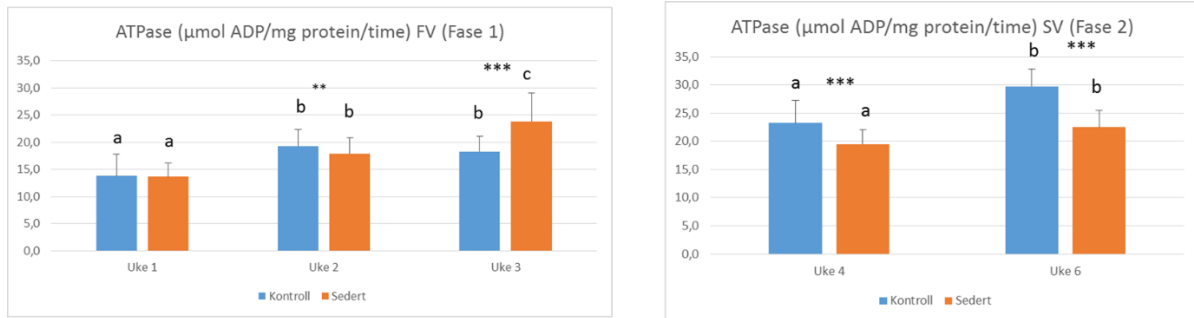 ATPase (µmol ADP/mg protein/time) FV (Fase 1)
35,0
30,0
25,0
20,0
15,0
10,0
5,0
0,0
a a
b ** b
b *** c
Uke 1 Uke 2 Uke 3
Kontroll Sedert
ATPase (µmol ADP/mg protein/time) SV (Fase 2)
35,0
30,0
25,0
20,0
15,0
10,0
5,0
0,0
a *** a
b *** b
Uke 4 Uke 6
Kontroll Sedert